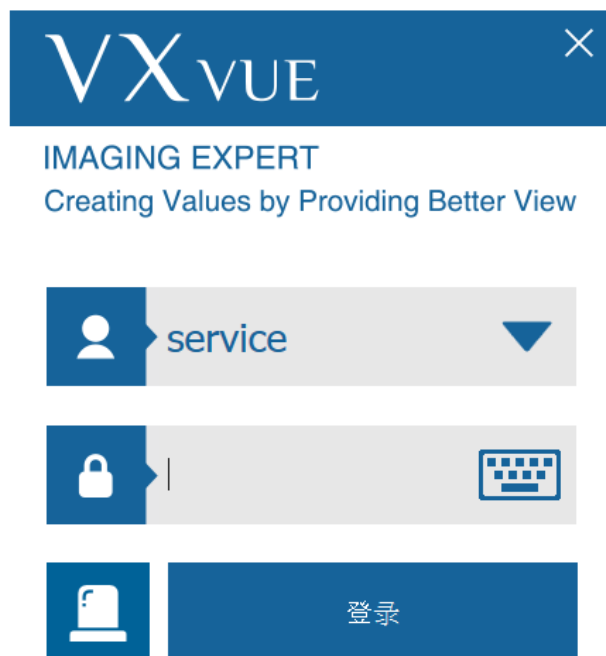 VXVUE
IMAGING EXPERT
Creating Values by Providing Better View
service
登录